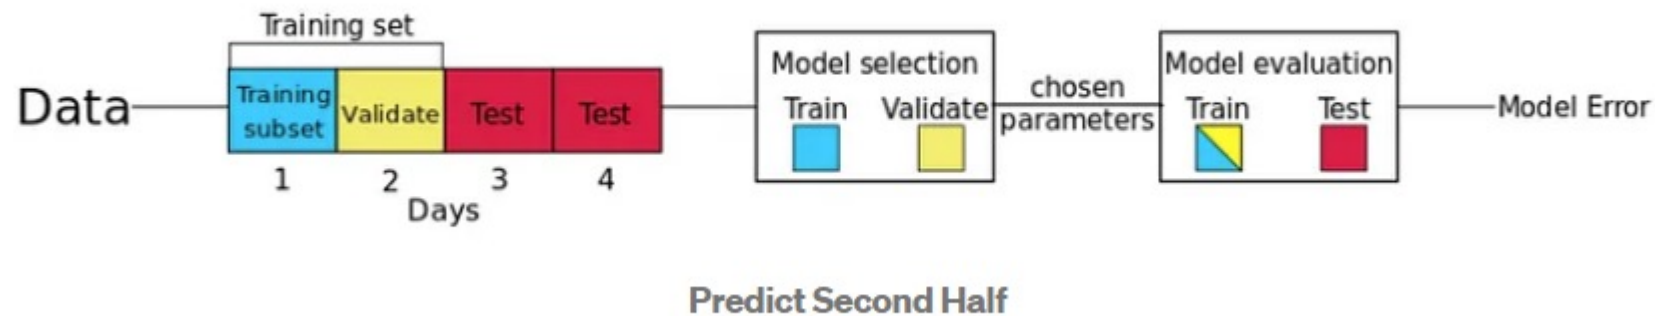 Training set
Data
Training
subset
Validate
Test
Test
1
2
3
4
Days
Model selection
Train
Validate
chosen
parameters
Model evaluation
Train
Test
Model Error
Predict Second Half